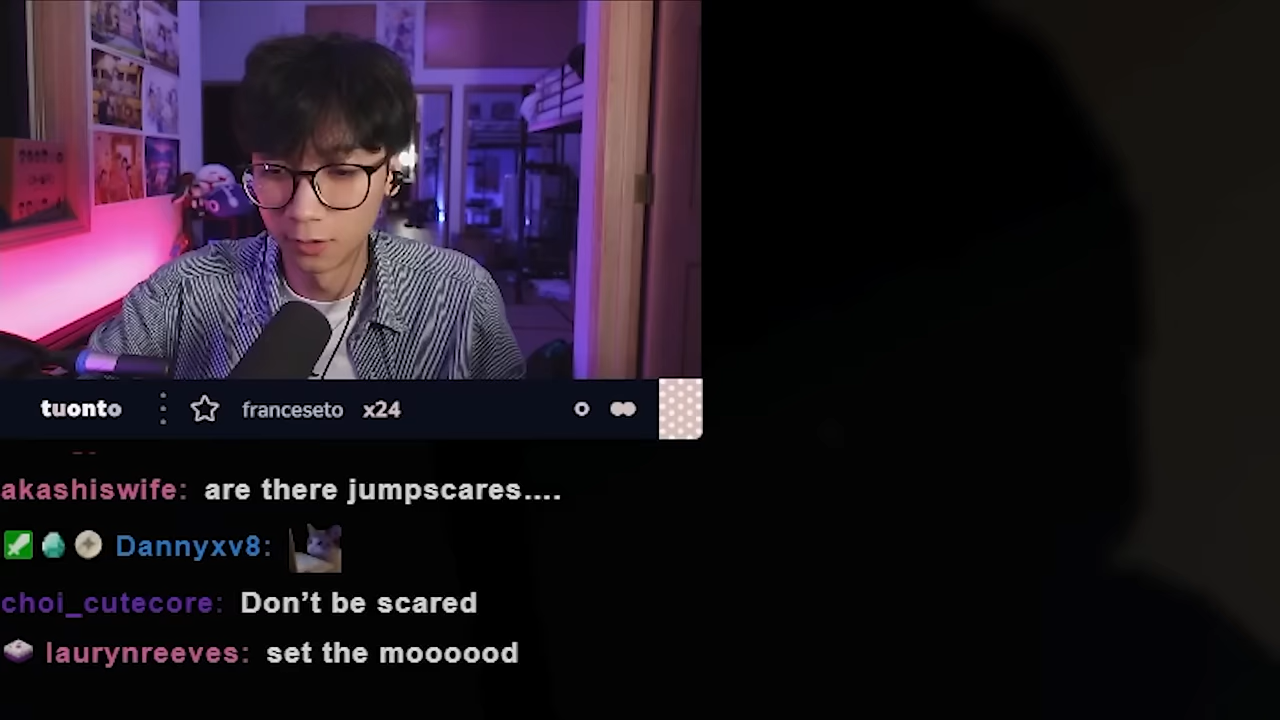 tuonto franceseto x24
akashiswife: are there jumpscares....
Dannyxv8:
choi_cutecore: Don’t be scared
laurynreeves: set the moooood